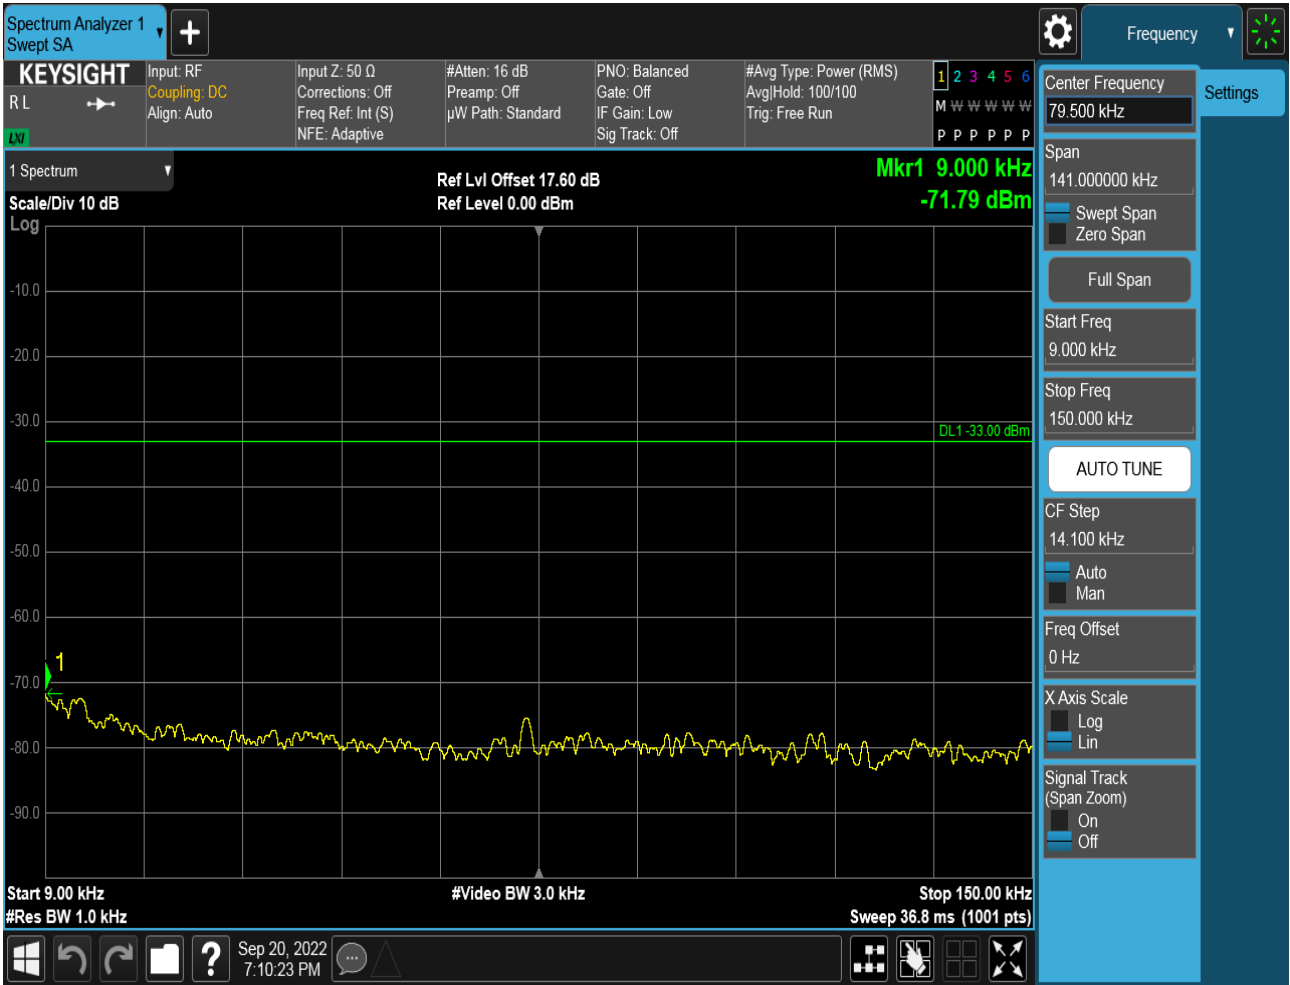 Spectrum Analyzer 1
Swept SA
Frequency
KEYSIGHT
R L
LXI
Input: RF
Coupling: DC
Align: Auto
Input Z: 50 Ω
Corrections: Off
Freq Ref: Int (S)
NFE: Adaptive
#Atten: 16 dB
Preamp: Off
µW Path: Standard
PNO: Balanced
Gate: Off
IF Gain: Low
Sig Track: Off
#Avg Type: Power (RMS)
Avg|Hold: 100/100
Trig: Free Run
1 2 3 4 5 6
M W W W W W
P P P P P P
1 Spectrum
Scale/Div 10 dB
Log
Ref Lvl Offset 17.60 dB
Ref Level 0.00 dBm
Mkr1 9.000 kHz
-71.79 dBm
-10.0
-20.0
-30.0
DL1 -33.00 dBm
-40.0
-50.0
-60.0
1
-70.0
-80.0
-90.0
Start 9.00 kHz
#Video BW 3.0 kHz
Stop 150.00 kHz
#Res BW 1.0 kHz
Sweep 36.8 ms (1001 pts)
Center Frequency
79.500 kHz
Settings
Span
141.000000 kHz
Swept Span
Zero Span
Full Span
Start Freq
9.000 kHz
Stop Freq
150.000 kHz
AUTO TUNE
CF Step
14.100 kHz
Auto
Man
Freq Offset
0 Hz
X Axis Scale
Log
Lin
Signal Track
(Span Zoom)
On
Off
?
Sep 20, 2022
7:10:23 PM